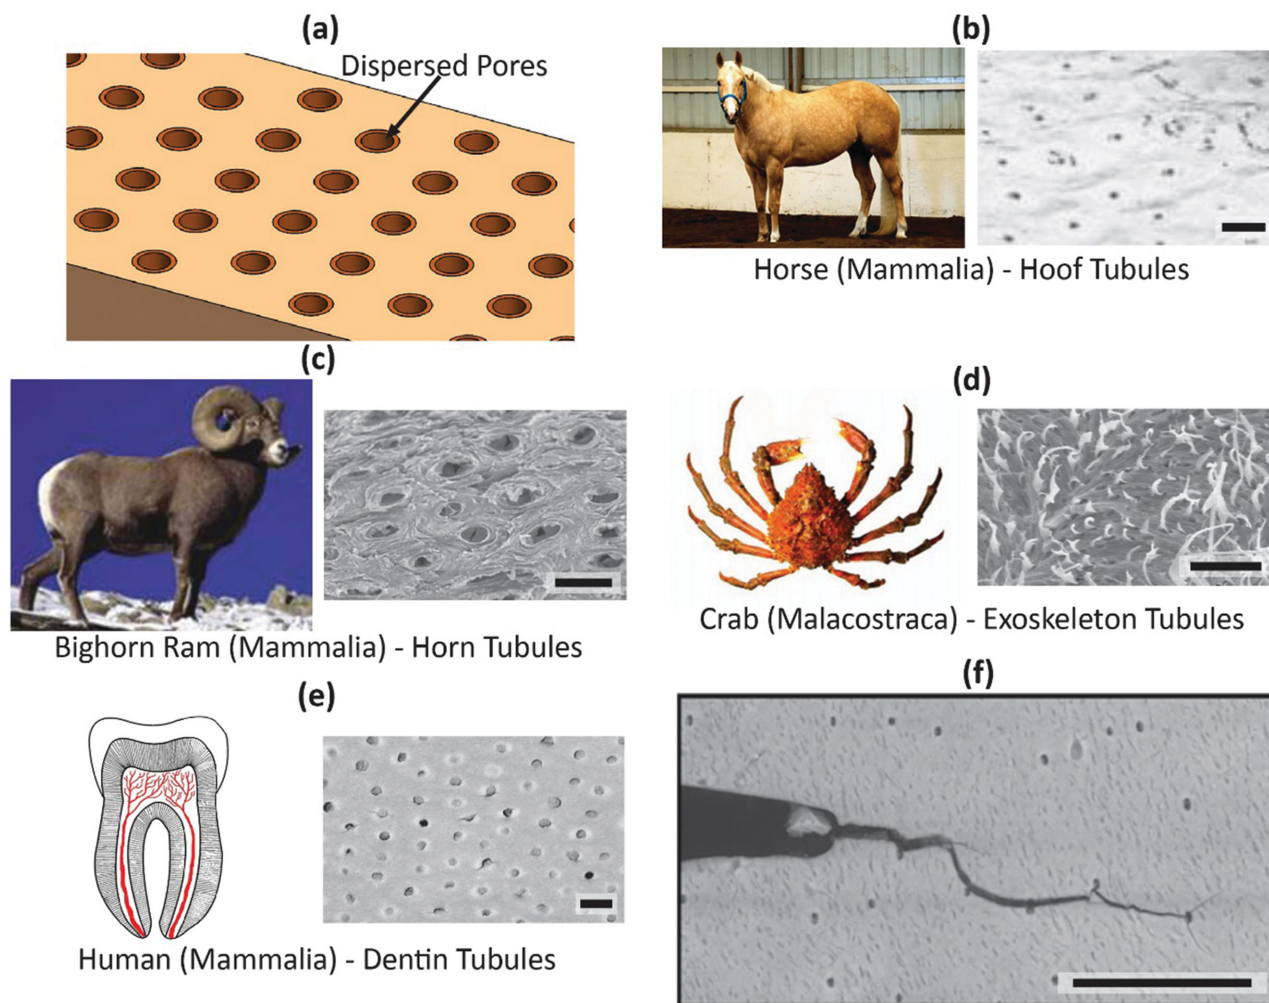 (a)
Dispersed Pores
(b)
Horse (Mammalia) - Hoof Tubules
(c)
Bighorn Ram (Mammalia) - Horn Tubules
(d)
Crab (Malacostraca) - Exoskeleton Tubules
(e)
Human (Mammalia) - Dentin Tubules
(f)